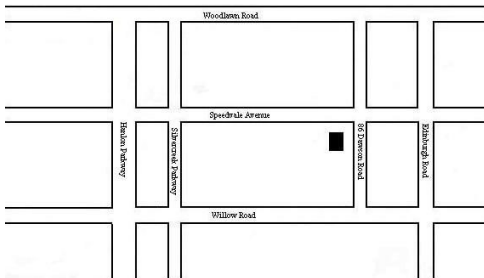 Woodlawn Road
Speedvale Avenue
Hanlon Parkway
Silvercreek Parkway
86 Dawson Road
Edinburgh Road
Willow Road